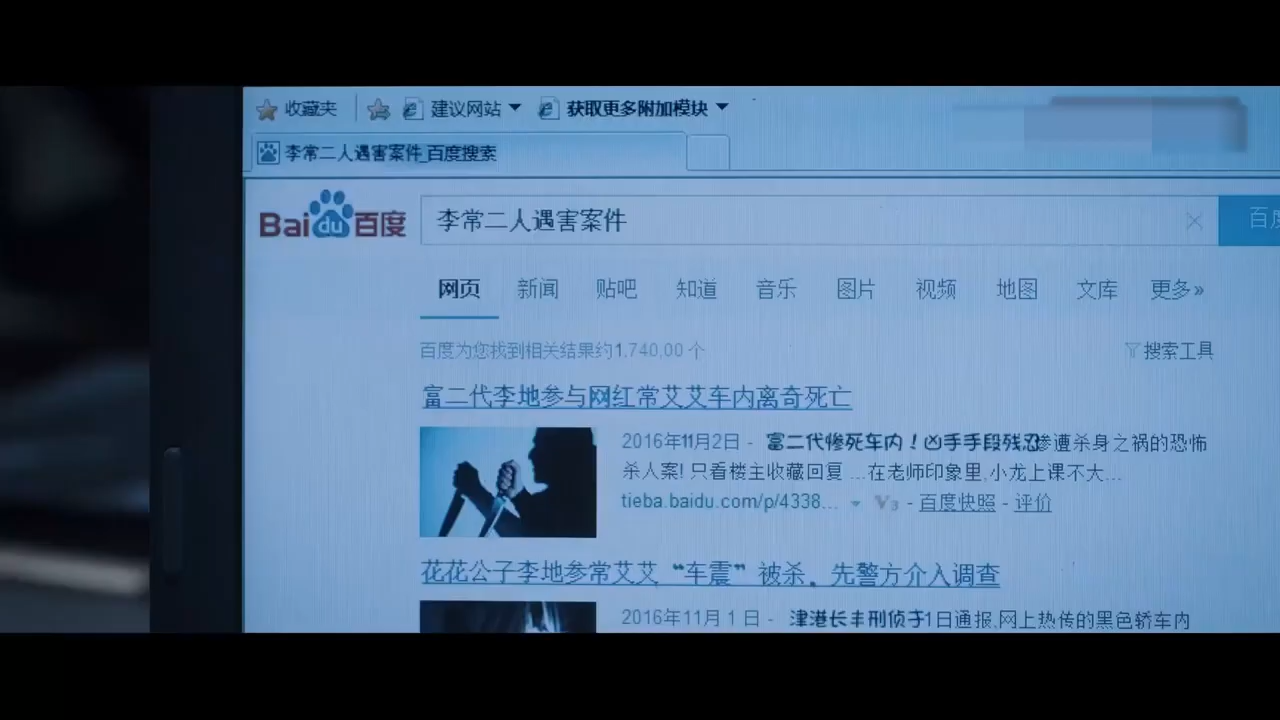 收藏夹 建议网站 获取更多附加模块
李常二人遇害案件_百度搜索
Bai du 百度 李常二人遇害案件 百度
网页 新闻 贴吧 知道 音乐 图片 视频 地图 文库 更多»
百度为您找到相关结果约1,740,00个 搜索工具
富二代李地参与网红常艾艾车内离奇死亡
2016年11月2日 - 富二代惨死车内！凶手手段残忍惨遭杀身之祸的恐怖
杀人案! 只看楼主收藏回复 ...在老师印象里,小龙上课不大...
tieba.baidu.com/p/4338... V3 - 百度快照 - 评价
花花公子李地参常艾艾“车震”被杀。先警方介入调查
2016年11月1日 - 津港长丰刑侦于1日通报,网上热传的黑色轿车内